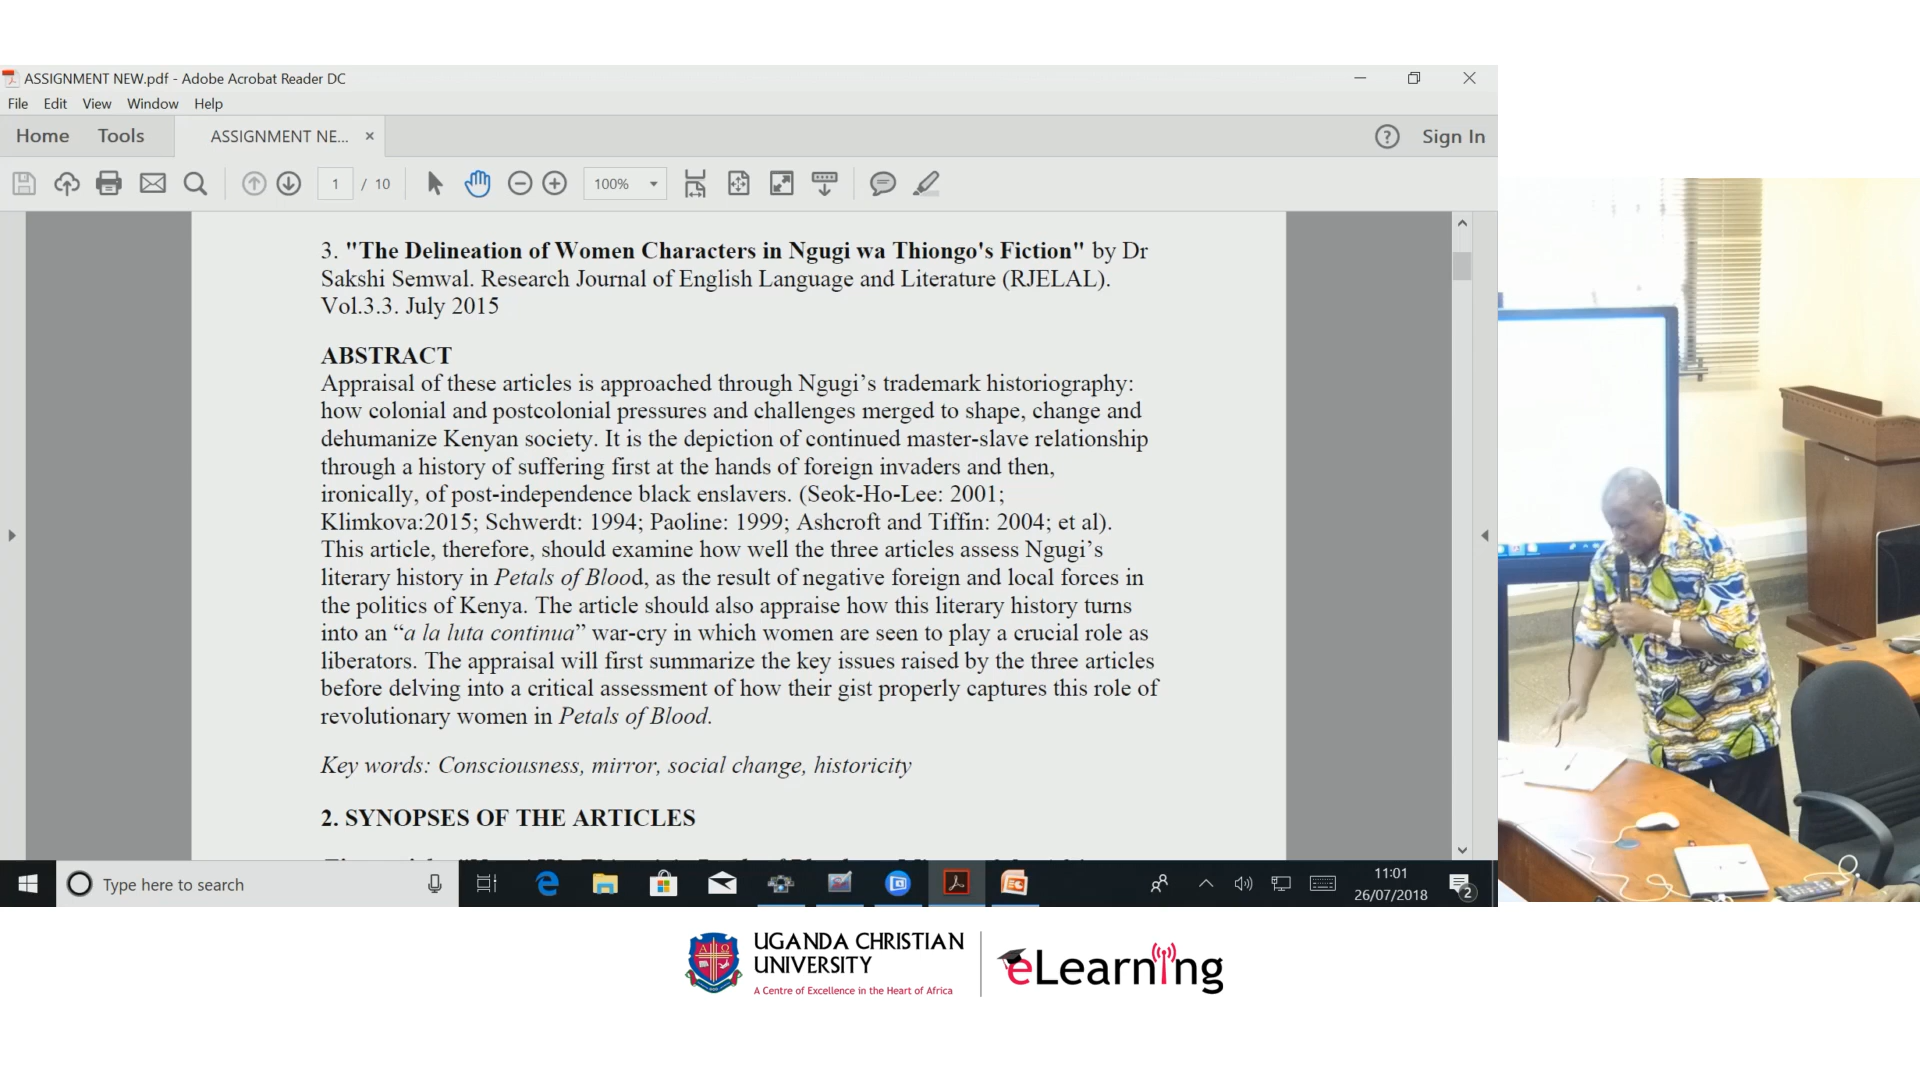 ASSIGNMENT NEW.pdf - Adobe Acrobat Reader DC
File Edit View Window Help
Home Tools ASSIGNMENT NE... × Sign In
1 / 10 100%
3. "The Delineation of Women Characters in Ngugi wa Thiongo's Fiction" by Dr
Sakshi Semwal. Research Journal of English Language and Literature (RJELAL).
Vol.3.3. July 2015
ABSTRACT
Appraisal of these articles is approached through Ngugi’s trademark historiography:
how colonial and postcolonial pressures and challenges merged to shape, change and
dehumanize Kenyan society. It is the depiction of continued master-slave relationship
through a history of suffering first at the hands of foreign invaders and then,
ironically, of post-independence black enslavers. (Seok-Ho-Lee: 2001;
Klimkova:2015; Schwerdt: 1994; Paoline: 1999; Ashcroft and Tiffin: 2004; et al).
This article, therefore, should examine how well the three articles assess Ngugi’s
literary history in Petals of Blood, as the result of negative foreign and local forces in
the politics of Kenya. The article should also appraise how this literary history turns
into an “a la luta continua” war-cry in which women are seen to play a crucial role as
liberators. The appraisal will first summarize the key issues raised by the three articles
before delving into a critical assessment of how their gist properly captures this role of
revolutionary women in Petals of Blood.
Key words: Consciousness, mirror, social change, historicity
2. SYNOPSES OF THE ARTICLES
Type here to search
11:01
26/07/2018
2
UGANDA CHRISTIAN
UNIVERSITY
A Centre of Excellence in the Heart of Africa
eLearning